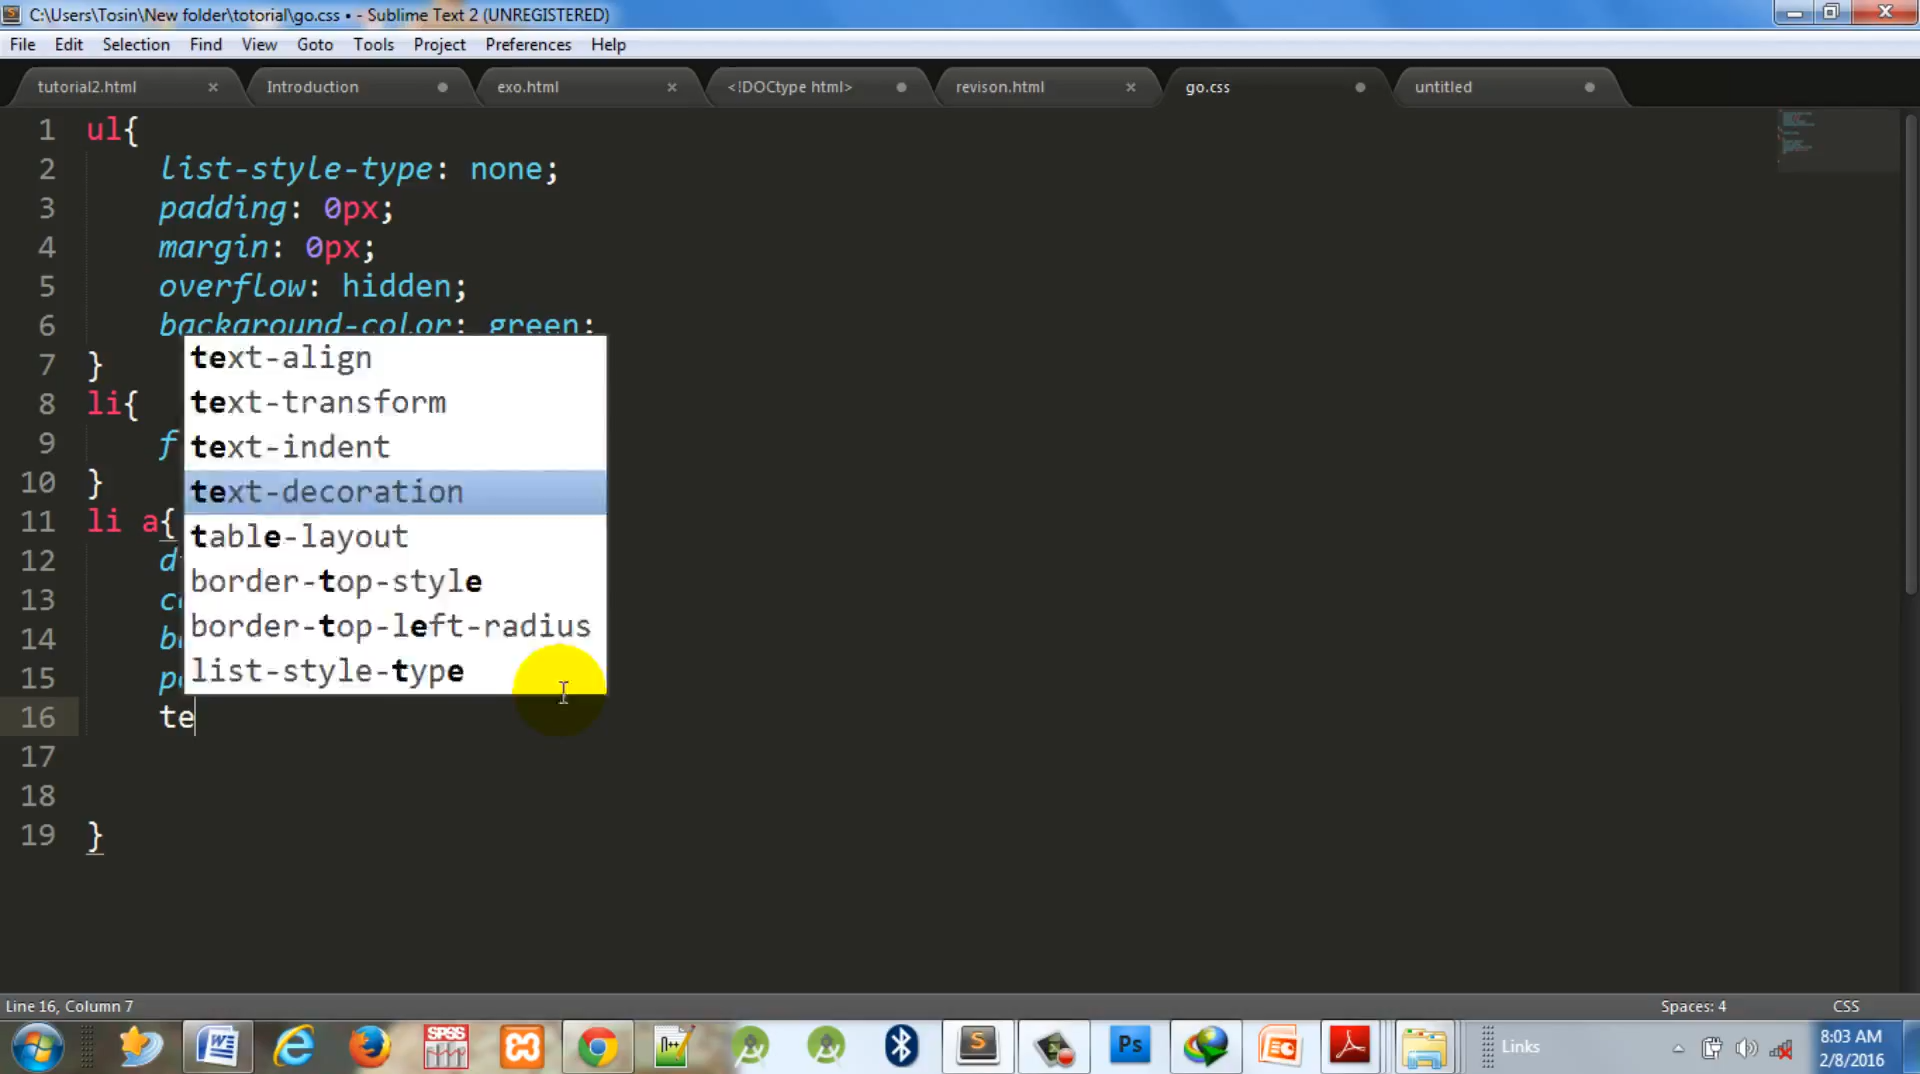 C:\Users\Tosin\New folder\totorial\go.css • - Sublime Text 2 (UNREGISTERED)
File Edit Selection Find View Goto Tools Project Preferences Help
tutorial2.html × Introduction exo.html × <!DOCtype html> revison.html × go.css untitled
1 ul{
2 list-style-type: none;
3 padding: 0px;
4 margin: 0px;
5 overflow: hidden;
6 background-color: green;
7 }
8 li{
9 f
10 }
11 li a{
12 d
13 c
14 b
15 p
16 te
17
18
19 }
text-align
text-transform
text-indent
text-decoration
table-layout
border-top-style
border-top-left-radius
list-style-type
Line 16, Column 7 Spaces: 4 CSS
SPSS Ps Links 8:03 AM
2/8/2016